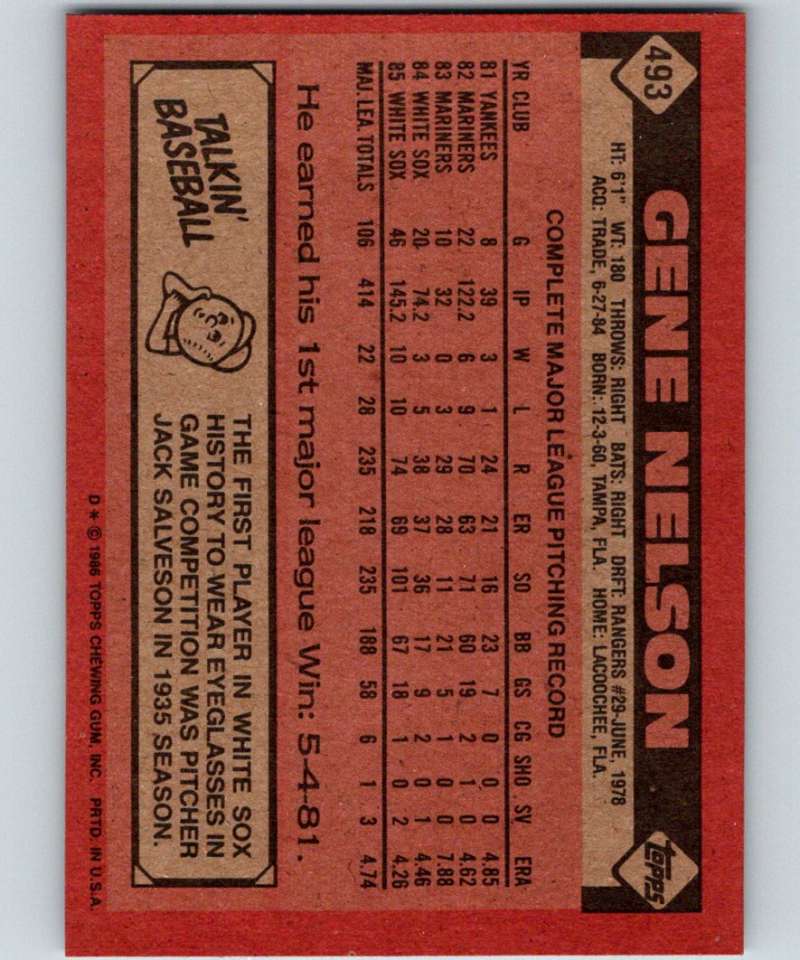 493
GENE NELSON
topps
HT: 6'1" WT: 180 THROWS: RIGHT BATS: RIGHT DRFT: RANGERS #29-JUNE, 1978
ACQ: TRADE, 6-27-84 BORN: 12-3-60, TAMPA, FLA. HOME: LACOOCHEE, FLA.
COMPLETE MAJOR LEAGUE PITCHING RECORD
YR CLUB G IP W L R ER SO BB GS CG SHO SV ERA
81 YANKEES 8 39 3 1 24 21 16 23 7 0 0 0 4.85
82 MARINERS 22 122.2 6 9 70 63 71 60 19 2 1 0 4.62
83 MARINERS 10 32 0 3 29 28 11 21 5 1 0 0 7.88
84 WHITE SOX 20 74.2 3 5 38 37 36 17 9 2 0 1 4.46
85 WHITE SOX 46 145.2 10 10 74 69 101 67 18 1 0 2 4.26
MAJ. LEA. TOTALS 106 414 22 28 235 218 235 188 58 6 1 3 4.74
He earned his 1st major league Win: 5-4-81.
TALKIN'
BASEBALL
THE FIRST PLAYER IN WHITE SOX
HISTORY TO WEAR EYEGLASSES IN
GAME COMPETITION WAS PITCHER
JACK SALVESON IN 1935 SEASON.
D * © 1986 TOPPS CHEWING GUM, INC. PRTD. IN U.S.A.